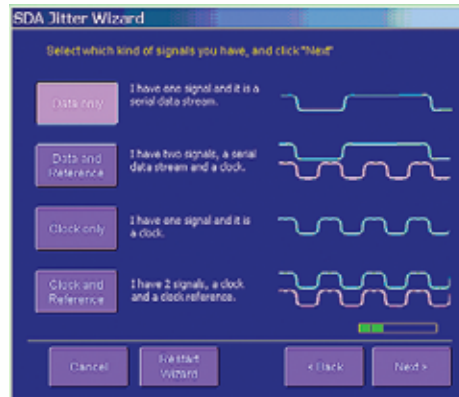 SDA Jitter Wizard
Select which kind of signals you have, and click "Next"
Data only
I have one signal and it is a
serial data stream.
Data and
Reference
I have two signals, a serial
data stream and a clock.
Clock only
I have one signal and it is
a clock.
Clock and
Reference
I have 2 signals, a clock
and a clock reference.
Cancel
Restart
Wizard
< Back
Next >